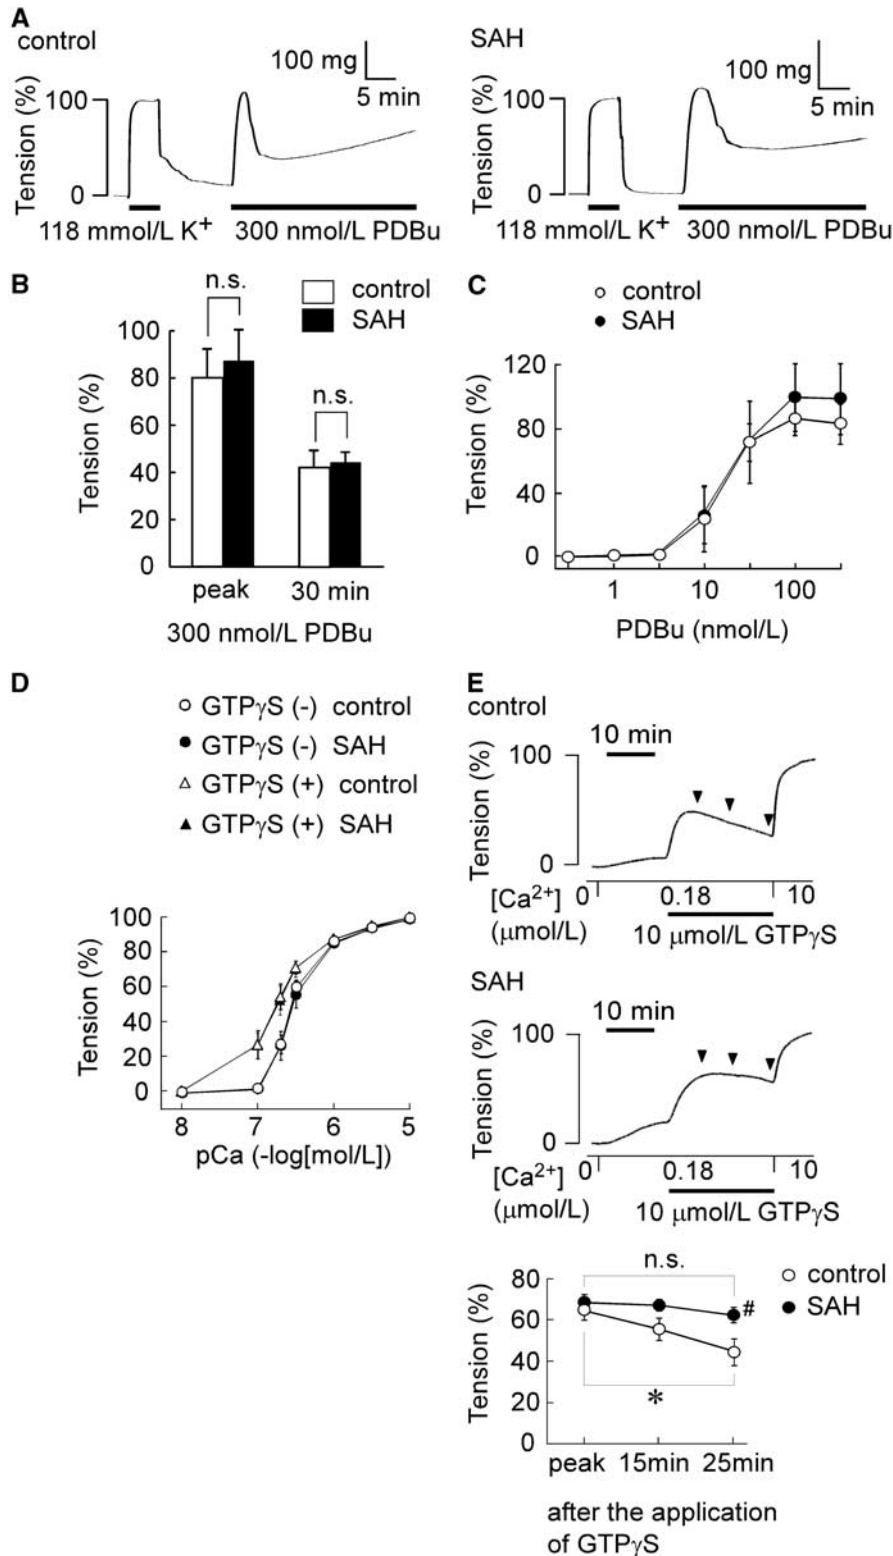 A
control
SAH
100 mg
5 min
100 mg
5 min
Tension (%)
100
0
Tension (%)
100
0
118 mmol/L K+
300 nmol/L PDBu
118 mmol/L K+
300 nmol/L PDBu
B
n.s.
control
SAH
Tension (%)
100
80
60
40
20
0
n.s.
peak
30 min
300 nmol/L PDBu
C
control
SAH
Tension (%)
120
80
40
0
1
10
100
PDBu (nmol/L)
D
GTPγS (-) control
GTPγS (-) SAH
GTPγS (+) control
GTPγS (+) SAH
Tension (%)
100
80
60
40
20
0
8
7
6
5
pCa (-log[mol/L])
E
control
10 min
Tension (%)
100
0
[Ca2+]
(μmol/L)
0
0.18
10
10 μmol/L GTPγS
SAH
10 min
Tension (%)
100
0
[Ca2+]
(μmol/L)
0
0.18
10
10 μmol/L GTPγS
n.s.
control
SAH
Tension (%)
80
60
40
20
0
#
*
peak
15min
25min
after the application
of GTPγS